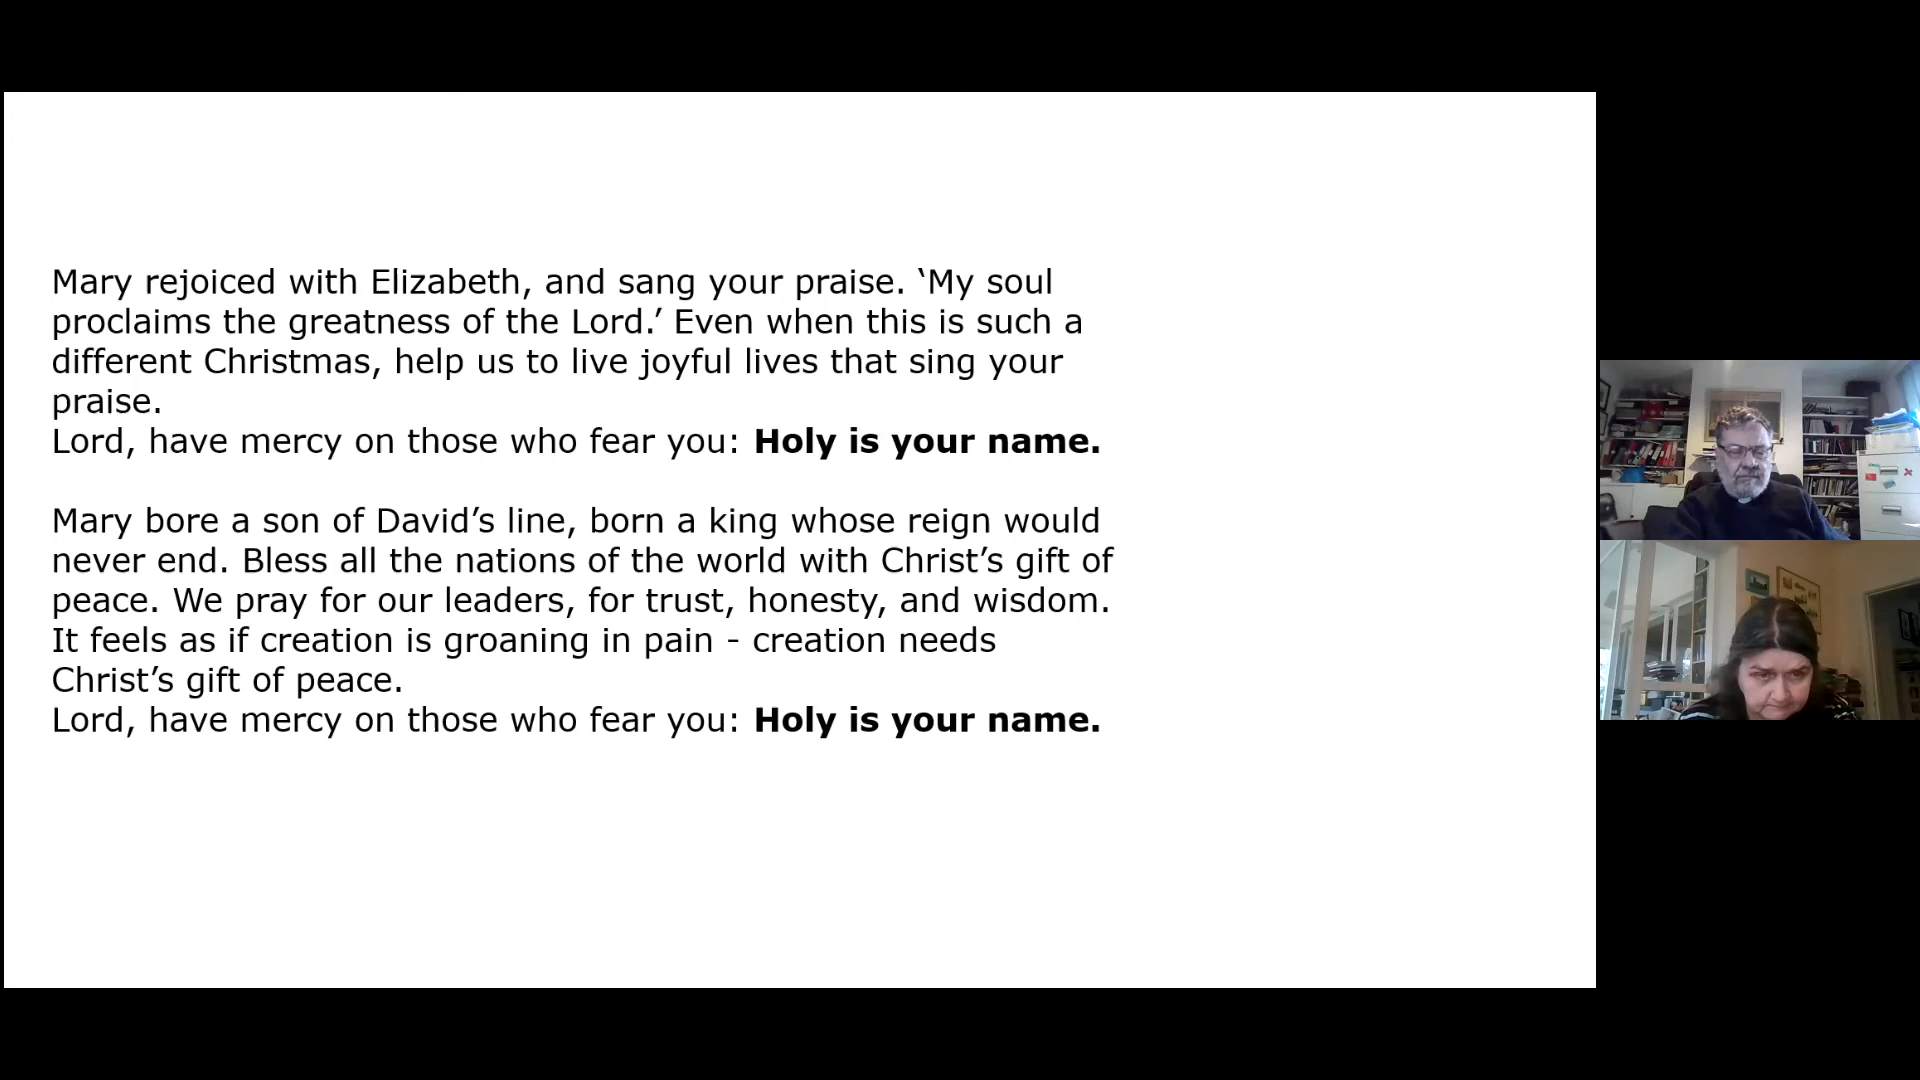 Mary rejoiced with Elizabeth, and sang your praise. ‘My soul
proclaims the greatness of the Lord.’ Even when this is such a
different Christmas, help us to live joyful lives that sing your
praise.
Lord, have mercy on those who fear you: Holy is your name.
Mary bore a son of David’s line, born a king whose reign would
never end. Bless all the nations of the world with Christ’s gift of
peace. We pray for our leaders, for trust, honesty, and wisdom.
It feels as if creation is groaning in pain - creation needs
Christ’s gift of peace.
Lord, have mercy on those who fear you: Holy is your name.